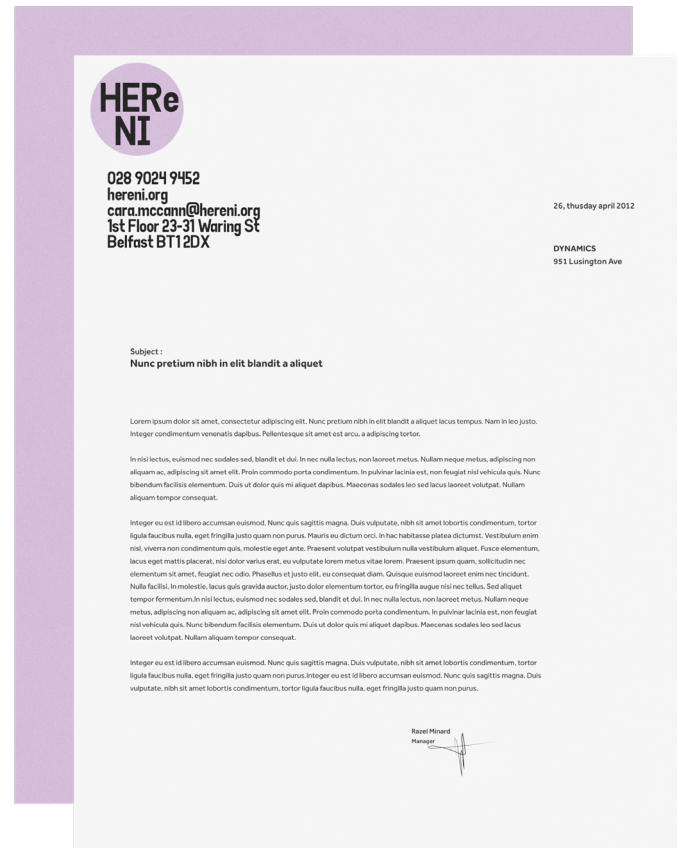 HERe
NI
028 9024 9452
hereni.org
cara.mccann@hereni.org
1st Floor 23-31 Waring St
Belfast BT1 2DX
26, thusday april 2012
DYNAMICS
951 Lusington Ave
Subject :
Nunc pretium nibh in elit blandit a aliquet
Lorem ipsum dolor sit amet, consectetur adipiscing elit. Nunc pretium nibh in elit blandit a aliquet lacus tempus. Nam in leo justo.
Integer condimentum venenatis dapibus. Pellentesque sit amet est arcu, a adipiscing tortor.
In nisi lectus, euismod nec sodales sed, blandit et dui. In nec nulla lectus, non laoreet metus. Nullam neque metus, adipiscing non
aliquam ac, adipiscing sit amet elit. Proin commodo porta condimentum. In pulvinar lacinia est, non feugiat nisl vehicula quis. Nunc
bibendum facilisis elementum. Duis ut dolor quis mi aliquet dapibus. Maecenas sodales leo sed lacus laoreet volutpat. Nullam
aliquam tempor consequat.
Integer eu est id libero accumsan euismod. Nunc quis sagittis magna. Duis vulputate, nibh sit amet lobortis condimentum, tortor
ligula faucibus nulla, eget fringilla justo quam non purus. Mauris eu dictum orci. In hac habitasse platea dictumst. Vestibulum enim
nisl, viverra non condimentum quis, molestie eget ante. Praesent volutpat vestibulum nulla vestibulum aliquet. Fusce elementum,
lacus eget mattis placerat, nisi dolor varius erat, eu vulputate lorem metus vitae lorem. Praesent ipsum quam, sollicitudin nec
elementum sit amet, feugiat nec odio. Phasellus et justo elit, eu consequat diam. Quisque euismod laoreet enim nec tincidunt.
Nulla facilisi. In molestie, lacus quis gravida auctor, justo dolor volutpat erat, eu fringilla augue nisi nec tellus. Sed aliquet
tempor fermentum.In nisi lectus, euismod nec sodales sed, blandit et dui. In nec nulla lectus, non laoreet metus. Nullam neque
metus, adipiscing non aliquam ac, adipiscing sit amet elit. Proin commodo porta condimentum. In pulvinar lacinia est, non feugiat
nisl vehicula quis. Nunc bibendum facilisis elementum. Duis ut dolor quis mi aliquet dapibus. Maecenas sodales leo sed lacus
laoreet volutpat. Nullam aliquam tempor consequat.
Integer eu est id libero accumsan euismod. Nunc quis sagittis magna. Duis vulputate, nibh sit amet lobortis condimentum, tortor
ligula faucibus nulla, eget fringilla justo quam non purus.Integer eu est id libero accumsan euismod. Nunc quis sagittis magna. Duis
vulputate, nibh sit amet lobortis condimentum, tortor ligula faucibus nulla, eget fringilla justo quam non purus.
Razel Minard
Manager